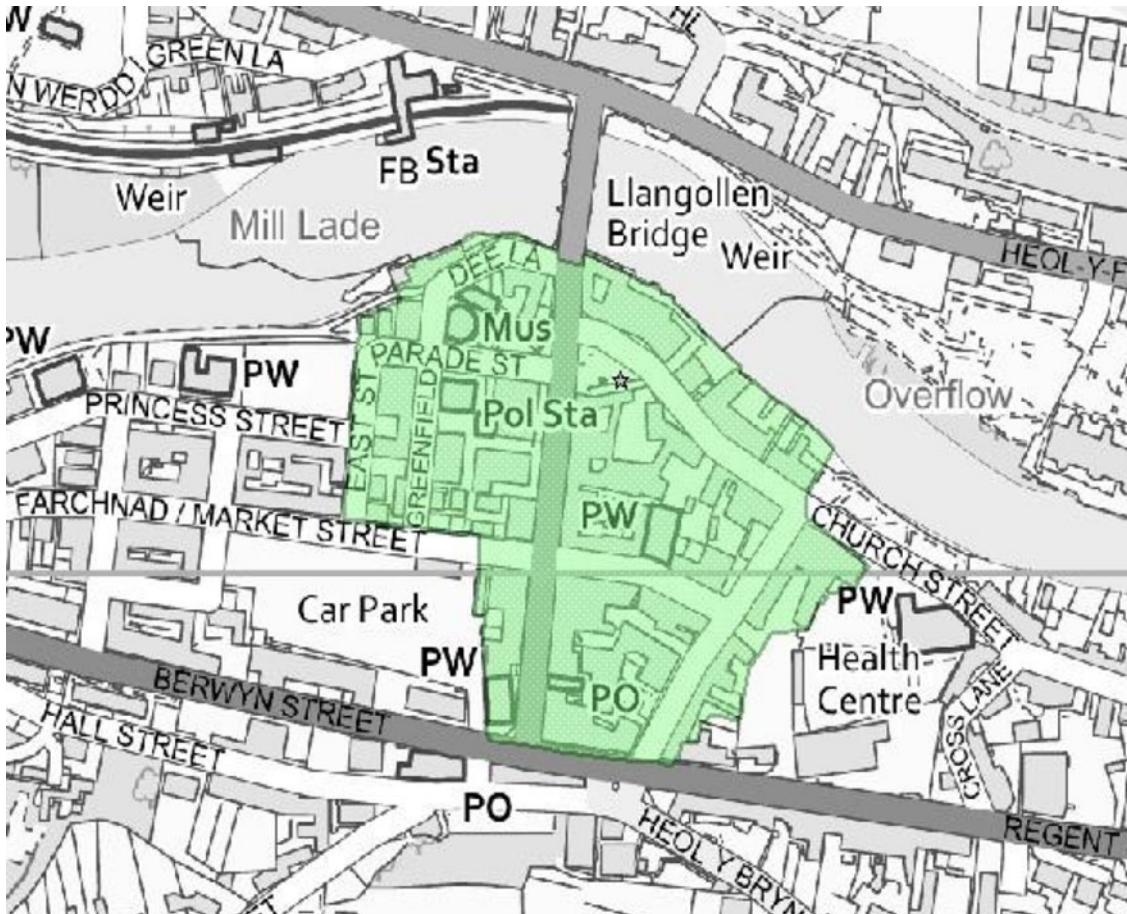 W
GREEN LA
N WERDD
HL
FB Sta
Weir
Mill Lade
Llangollen
Bridge
Weir
HEOL-Y-F
DEE LA
Mus
PW
PW
PARADE ST
PRINCESS STREET
Pol Sta
Overflow
EAST ST
GREENFIELD
FARCHNAD / MARKET STREET
PW
CHURCH STREET
Car Park
PW
PW
Health
Centre
PO
BERWYN STREET
HALL STREET
CROSS LANE
PO
REGENT
HEOL Y BRYN